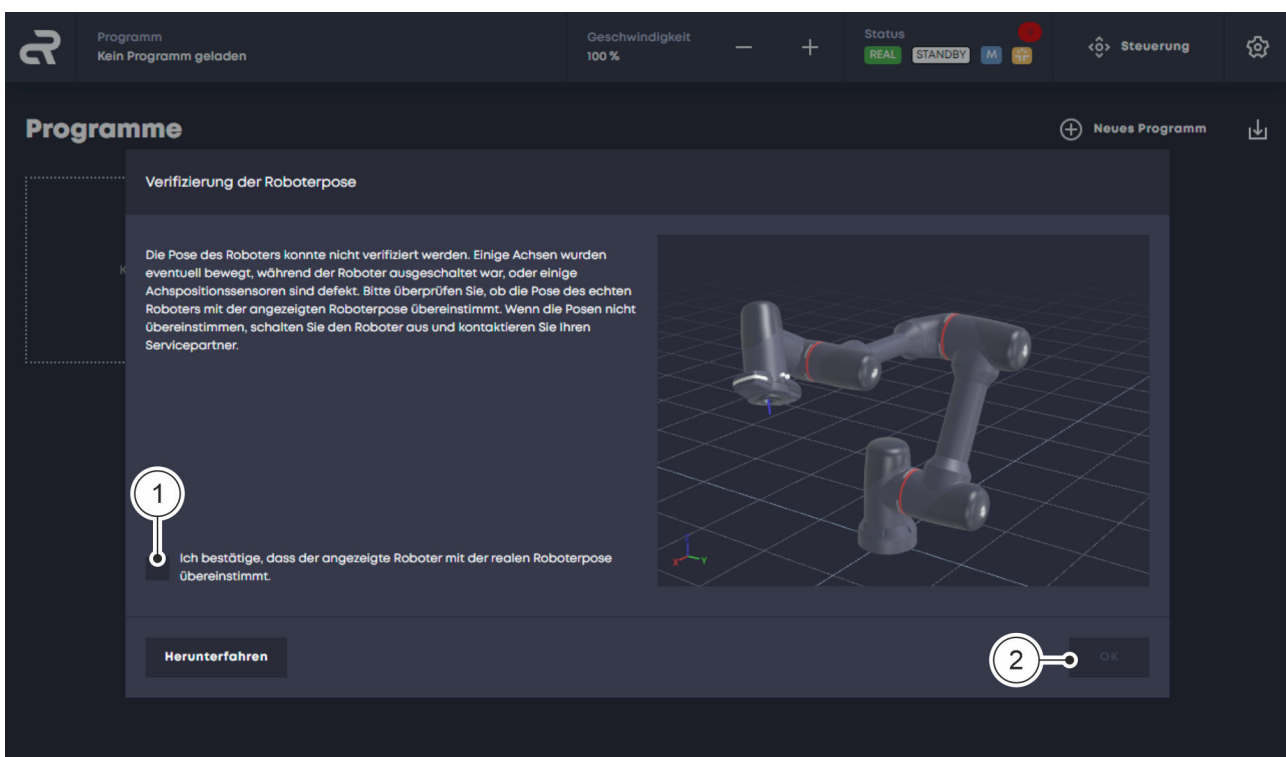 Programm
Kein Programm geladen
Geschwindigkeit
100 %
Status
REAL STANDBY M
Steuerung
Programme
Neues Programm
Verifizierung der Roboterpose
Die Pose des Roboters konnte nicht verifiziert werden. Einige Achsen wurden
eventuell bewegt, während der Roboter ausgeschaltet war, oder einige
Achspositionssensoren sind defekt. Bitte überprüfen Sie, ob die Pose des echten
Roboters mit der angezeigten Roboterpose übereinstimmt. Wenn die Posen nicht
übereinstimmen, schalten Sie den Roboter aus und kontaktieren Sie Ihren
Servicepartner.
K
X Y
1
Ich bestätige, dass der angezeigte Roboter mit der realen Roboterpose
übereinstimmt.
Herunterfahren
2
OK